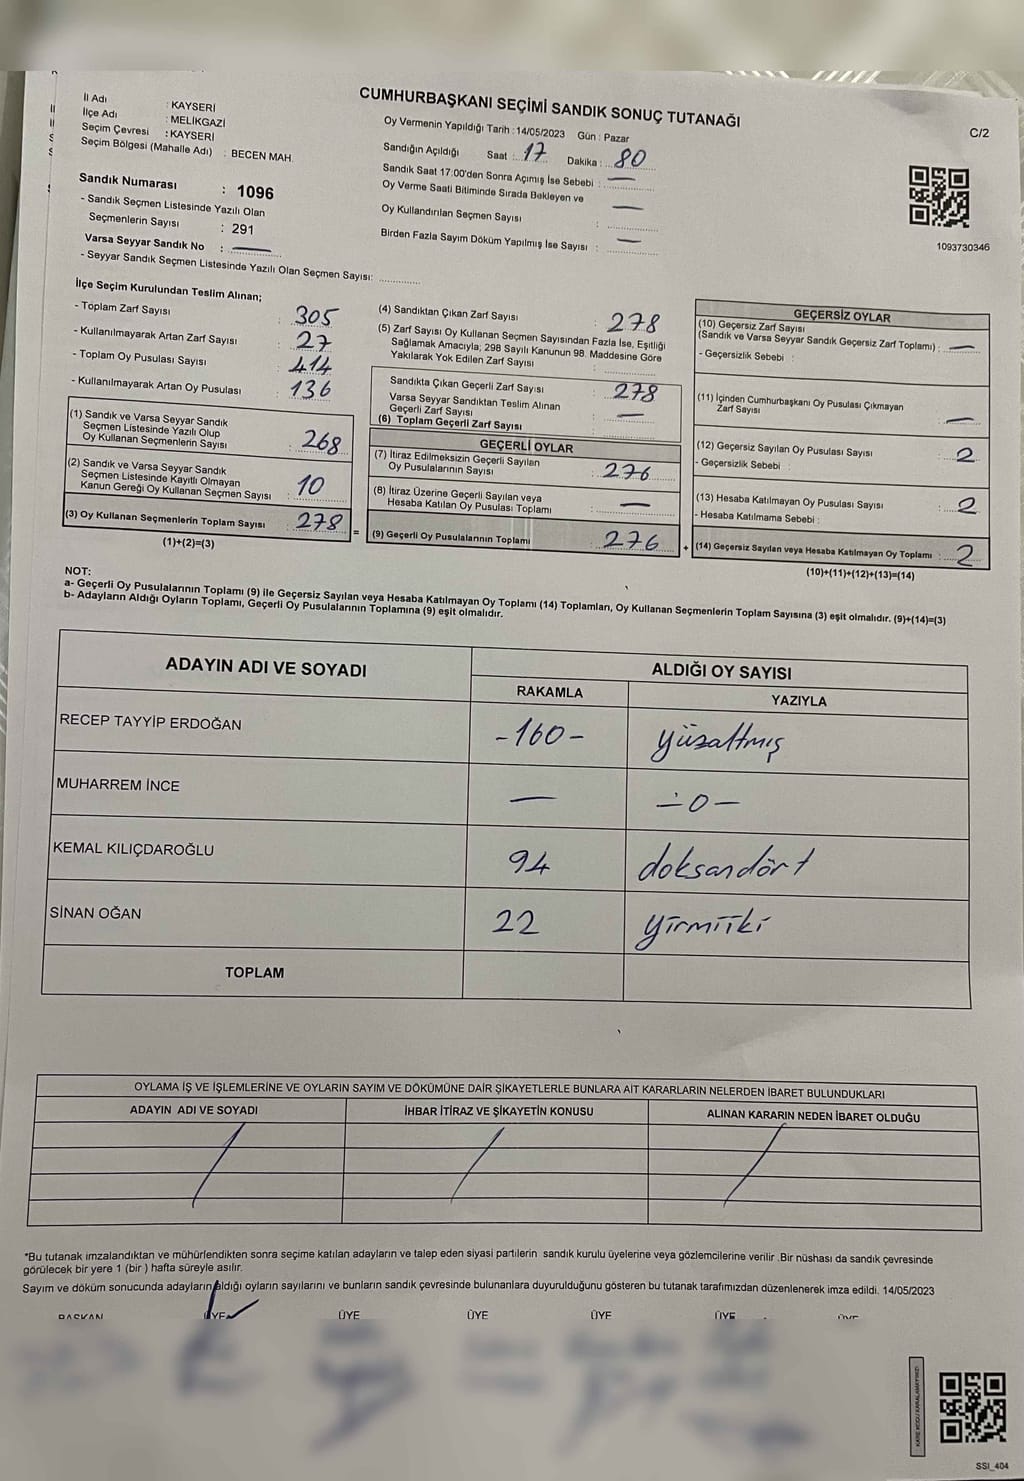 CUMHURBAŞKANI SEÇİMİ SANDIK SONUÇ TUTANAĞI
C/2
İl Adı : KAYSERİ
İlçe Adı : MELİKGAZİ
Seçim Çevresi : KAYSERİ
Seçim Bölgesi (Mahalle Adı) : BECEN MAH.
Sandık Numarası : 1096
- Sandık Seçmen Listesinde Yazılı Olan
Seçmenlerin Sayısı : 291
Varsa Seyyar Sandık No : —
- Seyyar Sandık Seçmen Listesinde Yazılı Olan Seçmen Sayısı: ..............
Oy Vermenin Yapıldığı Tarih : 14/05/2023 Gün : Pazar
Sandığın Açıldığı Saat : 17 Dakika : 80
Sandık Saat 17:00'den Sonra Açımış İse Sebebi : —
Oy Verme Saati Bitiminde Sırada Bekleyen ve
Oy Kullandırılan Seçmen Sayısı : —
Birden Fazla Sayım Döküm Yapılmış İse Sayısı : —
1093730346
İlçe Seçim Kurulundan Teslim Alınan;
- Toplam Zarf Sayısı : 305
- Kullanılmayarak Artan Zarf Sayısı : 27
- Toplam Oy Pusulası Sayısı : 414
- Kullanılmayarak Artan Oy Pusulası : 136
(1) Sandık ve Varsa Seyyar Sandık
Seçmen Listesinde Yazılı Olup
Oy Kullanan Seçmenlerin Sayısı : 268
(2) Sandık ve Varsa Seyyar Sandık
Seçmen Listesinde Kayıtlı Olmayan
Kanun Gereği Oy Kullanan Seçmen Sayısı : 10
(3) Oy Kullanan Seçmenlerin Toplam Sayısı : 278
(1)+(2)=(3)
=
(4) Sandıktan Çıkan Zarf Sayısı : 278
(5) Zarf Sayısı Oy Kullanan Seçmen Sayısından Fazla İse, Eşitliği
Sağlamak Amacıyla; 298 Sayılı Kanunun 98. Maddesine Göre
Yakılarak Yok Edilen Zarf Sayısı :
Sandıkta Çıkan Geçerli Zarf Sayısı : 278
Varsa Seyyar Sandıktan Teslim Alınan
Geçerli Zarf Sayısı : —
(6) Toplam Geçerli Zarf Sayısı
GEÇERLİ OYLAR
(7) İtiraz Edilmeksizin Geçerli Sayılan
Oy Pusulalarının Sayısı : 276
(8) İtiraz Üzerine Geçerli Sayılan veya
Hesaba Katılan Oy Pusulası Toplamı : —
(9) Geçerli Oy Pusulalarının Toplamı : 276
+
GEÇERSİZ OYLAR
(10) Geçersiz Zarf Sayısı
(Sandık ve Varsa Seyyar Sandık Geçersiz Zarf Toplamı) : —
- Geçersizlik Sebebi :
(11) İçinden Cumhurbaşkanı Oy Pusulası Çıkmayan
Zarf Sayısı : —
(12) Geçersiz Sayılan Oy Pusulası Sayısı : 2
- Geçersizlik Sebebi :
(13) Hesaba Katılmayan Oy Pusulası Sayısı : 2
- Hesaba Katılmama Sebebi :
(14) Geçersiz Sayılan veya Hesaba Katılmayan Oy Toplamı : 2
(10)+(11)+(12)+(13)=(14)
NOT:
a- Geçerli Oy Pusulalarının Toplamı (9) ile Geçersiz Sayılan veya Hesaba Katılmayan Oy Toplamı (14) Toplamları, Oy Kullanan Seçmenlerin Toplam Sayısına (3) eşit olmalıdır. (9)+(14)=(3)
b- Adayların Aldığı Oyların Toplamı, Geçerli Oy Pusulalarının Toplamına (9) eşit olmalıdır.
ADAYIN ADI VE SOYADI
ALDIĞI OY SAYISI
RAKAMLA YAZIYLA
RECEP TAYYİP ERDOĞAN -160- yüzaltmış
MUHARREM İNCE — -0-
KEMAL KILIÇDAROĞLU 94 doksandört
SİNAN OĞAN 22 yirmiiki
TOPLAM
OYLAMA İŞ VE İŞLEMLERİNE VE OYLARIN SAYIM VE DÖKÜMÜNE DAİR ŞİKAYETLERLE BUNLARA AİT KARARLARIN NELERDEN İBARET BULUNDUKLARI
ADAYIN ADI VE SOYADI İHBAR İTİRAZ VE ŞİKAYETİN KONUSU ALINAN KARARIN NEDEN İBARET OLDUĞU
*Bu tutanak imzalandıktan ve mühürlendikten sonra seçime katılan adayların ve talep eden siyasi partilerin sandık kurulu üyelerine veya gözlemcilerine verilir .Bir nüshası da sandık çevresinde
görülecek bir yere 1 (bir ) hafta süreyle asılır.
Sayım ve döküm sonucunda adayların aldığı oyların sayılarını ve bunların sandık çevresinde bulunanlara duyurulduğunu gösteren bu tutanak tarafımızdan düzenlenerek imza edildi. 14/05/2023
BAŞKAN ÜYE ÜYE ÜYE ÜYE ÜYE ÜYE
SSI_404